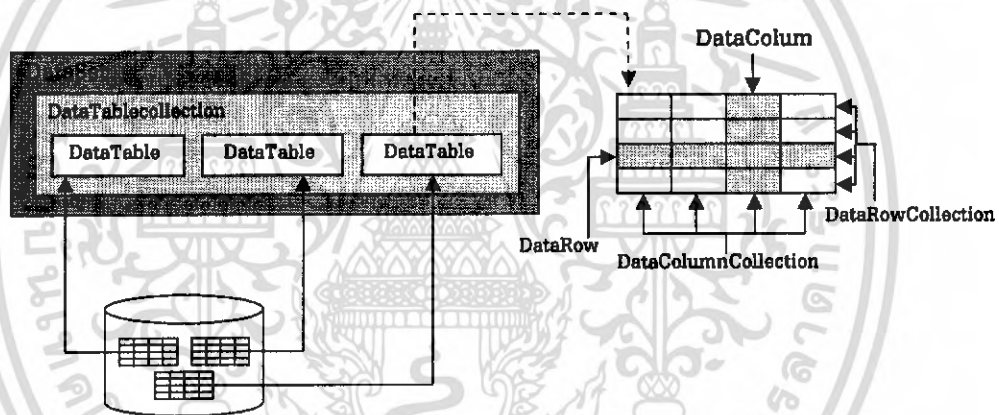 DataColum
DataSet
DataTablecollection
DataTable
DataTable
DataTable
DataRowCollection
DataRow
DataColumnCollection